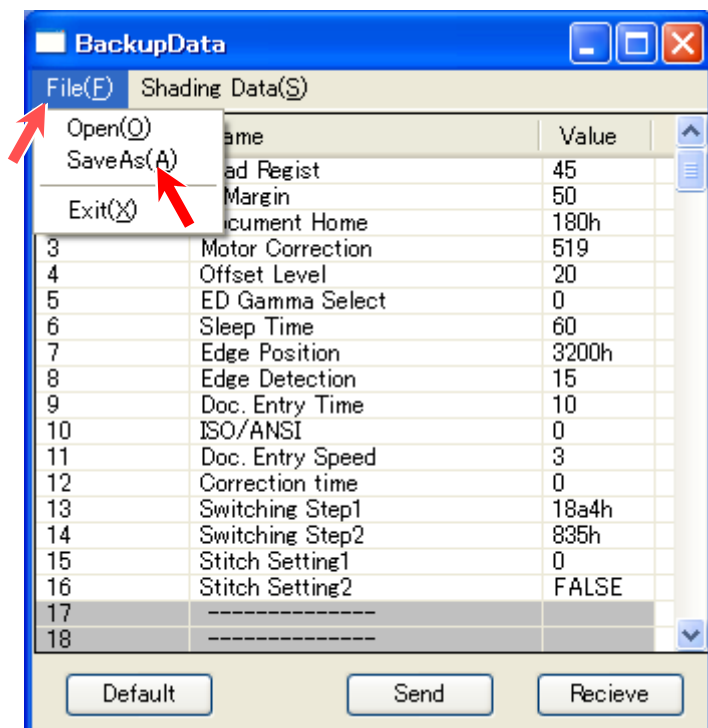 BackupData
File(F) Shading Data(S)
Open(O)
SaveAs(A)
Exit(X)
ame Value
ad Regist 45
Margin 50
cument Home 180h
3 Motor Correction 519
4 Offset Level 20
5 ED Gamma Select 0
6 Sleep Time 60
7 Edge Position 3200h
8 Edge Detection 15
9 Doc. Entry Time 10
10 ISO/ANSI 0
11 Doc. Entry Speed 3
12 Correction time 0
13 Switching Step1 18a4h
14 Switching Step2 835h
15 Stitch Setting1 0
16 Stitch Setting2 FALSE
17 --------------
18 --------------
Default Send Recieve